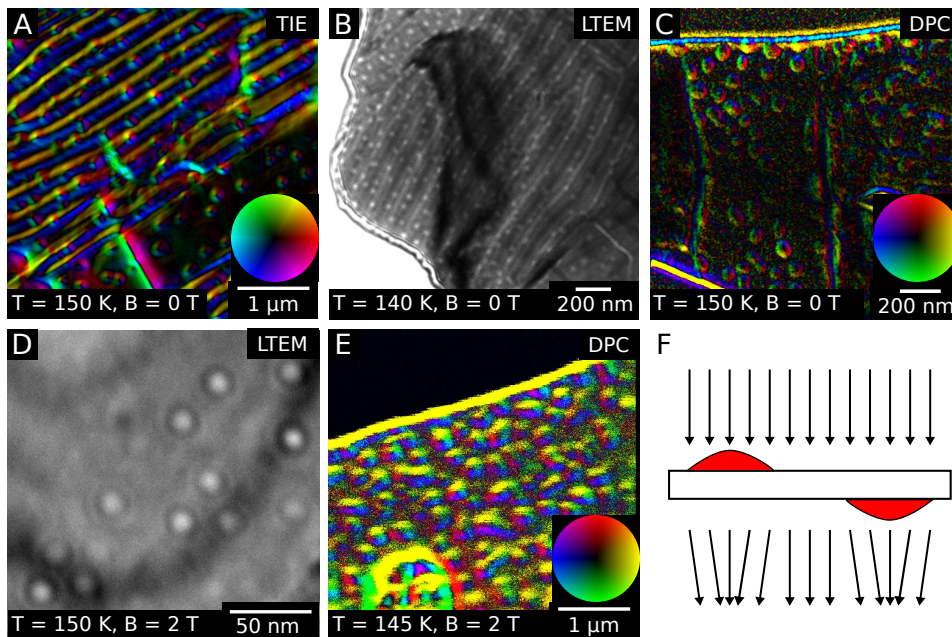 A
TIE
T = 150 K, B = 0 T
1 µm
B
LTEM
T = 140 K, B = 0 T
200 nm
C
DPC
T = 150 K, B = 0 T
200 nm
D
LTEM
T = 150 K, B = 2 T
50 nm
E
DPC
T = 145 K, B = 2 T
1 µm
F